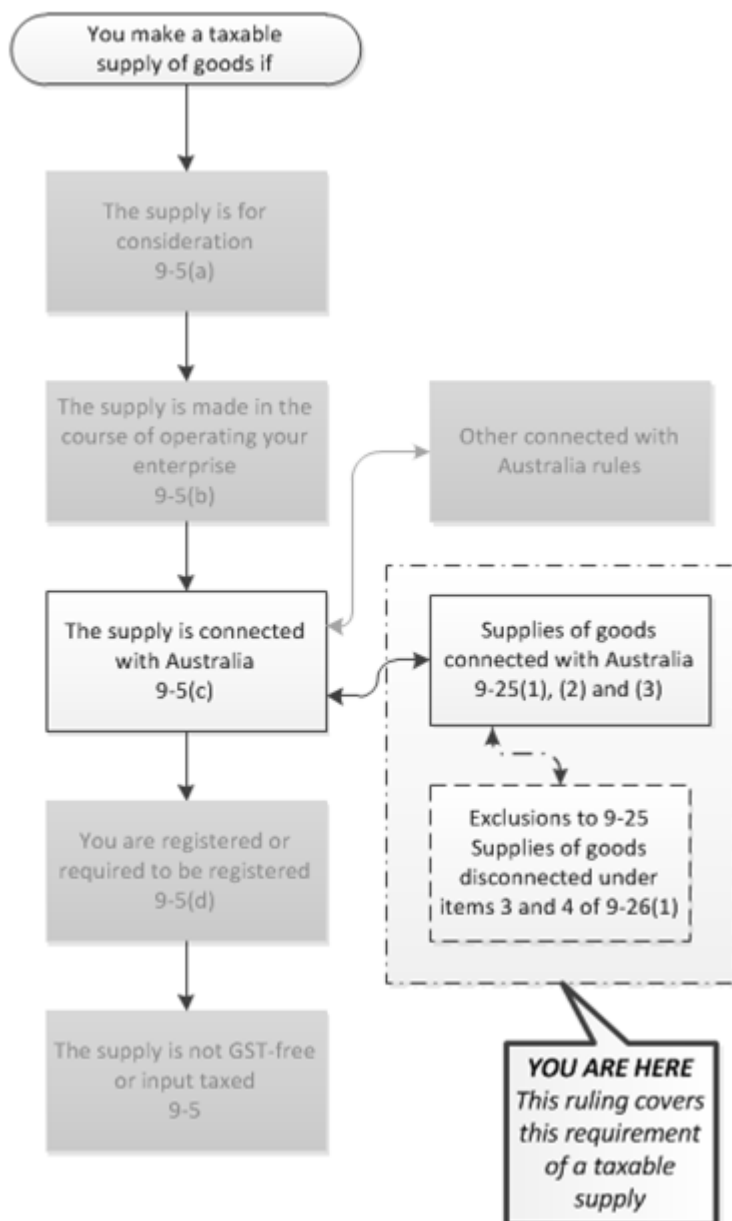 You make a taxable
supply of goods if
The supply is for
consideration
9-5(a)
The supply is made in the
course of operating your
enterprise
9-5(b)
Other connected with
Australia rules
The supply is connected
with Australia
9-5(c)
Supplies of goods
connected with Australia
9-25(1), (2) and (3)
Exclusions to 9-25
Supplies of goods
disconnected under
items 3 and 4 of 9-26(1)
You are registered or
required to be registered
9-5(d)
The supply is not GST-free
or input taxed
9-5
YOU ARE HERE
This ruling covers
this requirement
of a taxable
supply